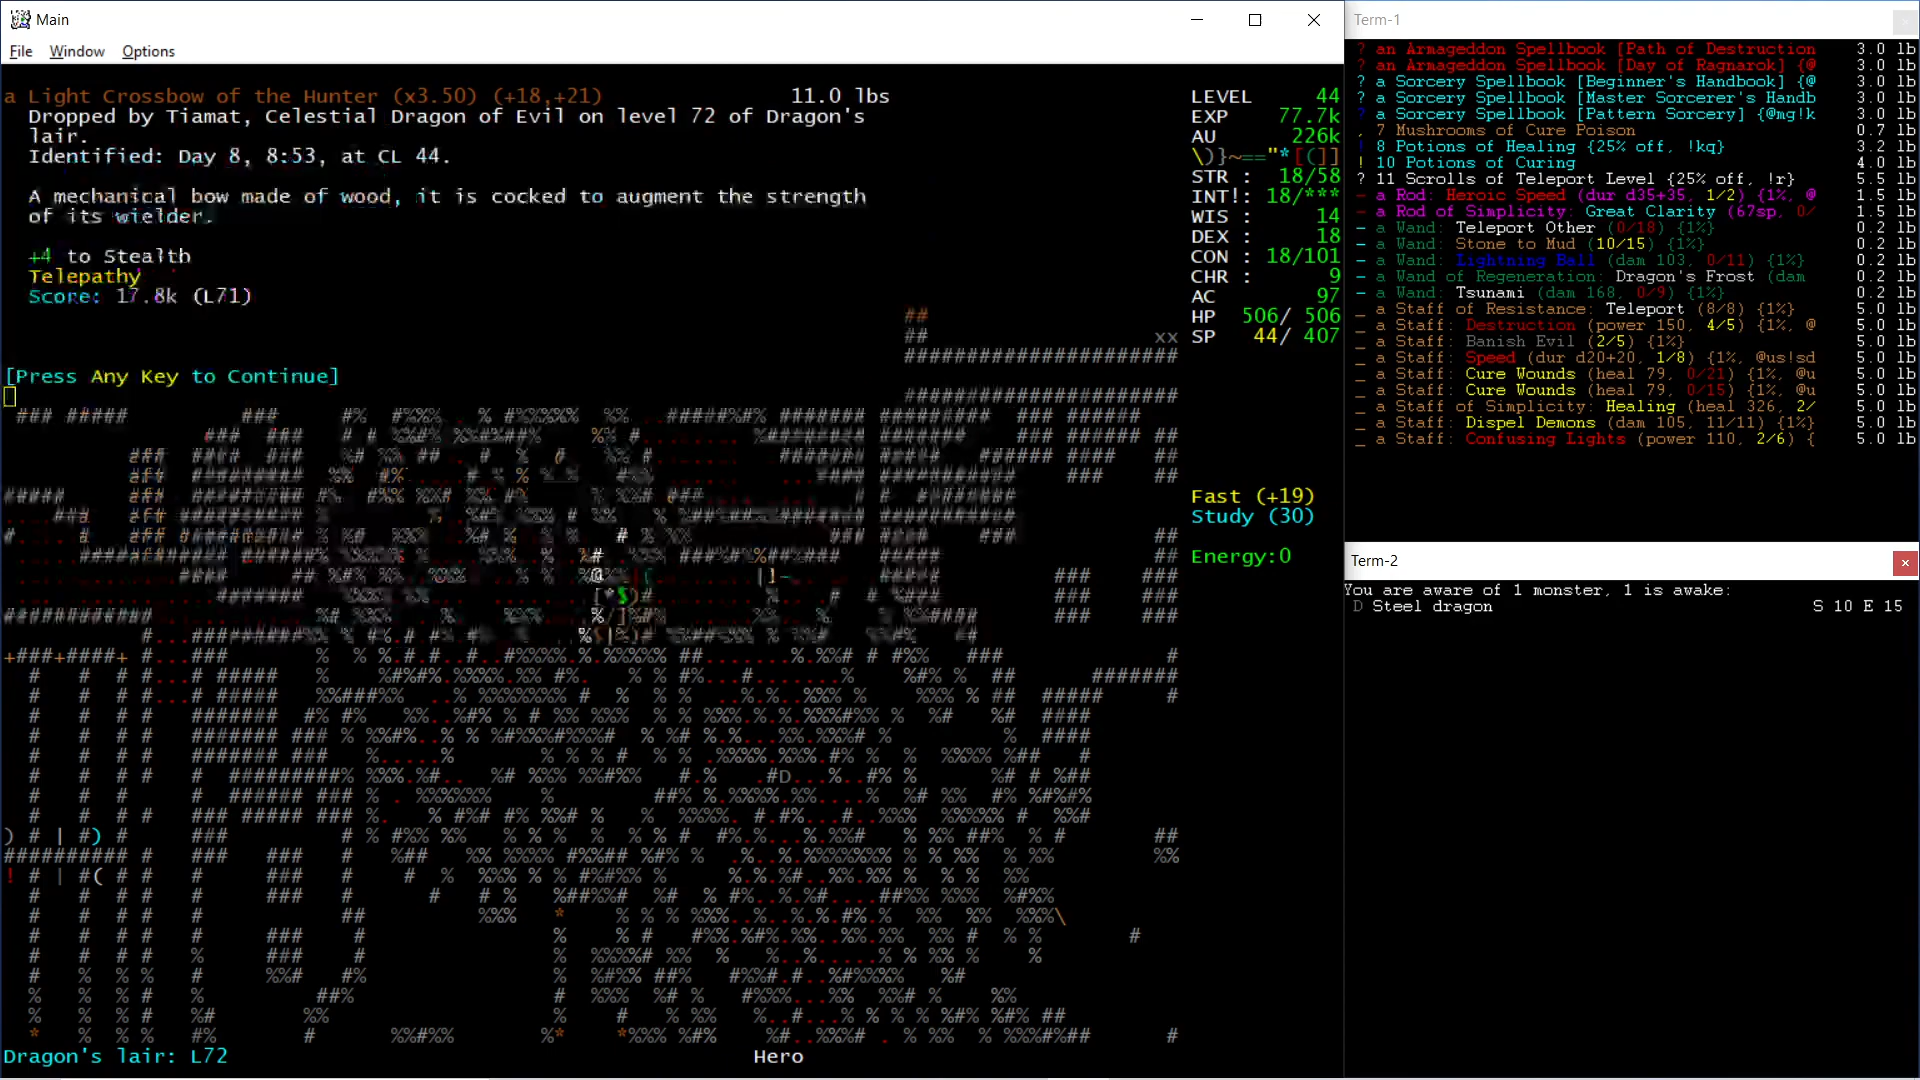 Main
File Window Options
a Light Crossbow of the Hunter (x3.50) (+18,+21) 11.0 lbs
Dropped by Tiamat, Celestial Dragon of Evil on level 72 of Dragon's
lair.
Identified: Day 8, 8:53, at CL 44.
A mechanical bow made of wood, it is cocked to augment the strength
of its wielder.
+4 to Stealth
Telepathy
Score: 17.8k (L71)
[Press Any Key to Continue]
LEVEL 44
EXP 77.7k
AU 226k
\)}~=="*[(]]
STR : 18/58
INT!: 18/***
WIS : 14
DEX : 18
CON : 18/101
CHR : 9
AC 97
HP 506/ 506
SP 44/ 407
Fast (+19)
Study (30)
Energy:0
Dragon's lair: L72
Hero
Term-1
? an Armageddon Spellbook [Path of Destruction 3.0 lb
? an Armageddon Spellbook [Day of Ragnarok] {@ 3.0 lb
? a Sorcery Spellbook [Beginner's Handbook] {@ 3.0 lb
? a Sorcery Spellbook [Master Sorcerer's Handb 3.0 lb
? a Sorcery Spellbook [Pattern Sorcery] {@mg!k 3.0 lb
, 7 Mushrooms of Cure Poison 0.7 lb
! 8 Potions of Healing {25% off, !kq} 3.2 lb
! 10 Potions of Curing 4.0 lb
? 11 Scrolls of Teleport Level {25% off, !r} 5.5 lb
- a Rod: Heroic Speed (dur d35+35, 1/2) {1%, @ 1.5 lb
- a Rod of Simplicity: Great Clarity (67sp, 0/ 1.5 lb
- a Wand: Teleport Other (0/18) {1%} 0.2 lb
- a Wand: Stone to Mud (10/15) {1%} 0.2 lb
- a Wand: Lightning Ball (dam 103, 0/11) {1%} 0.2 lb
- a Wand of Regeneration: Dragon's Frost (dam 0.2 lb
- a Wand: Tsunami (dam 168, 0/9) {1%} 0.2 lb
_ a Staff of Resistance: Teleport (8/8) {1%} 5.0 lb
_ a Staff: Destruction (power 150, 4/5) {1%, @ 5.0 lb
_ a Staff: Banish Evil (2/5) {1%} 5.0 lb
_ a Staff: Speed (dur d20+20, 1/8) {1%, @us!sd 5.0 lb
_ a Staff: Cure Wounds (heal 79, 0/21) {1%, @u 5.0 lb
_ a Staff: Cure Wounds (heal 79, 0/15) {1%, @u 5.0 lb
_ a Staff of Simplicity: Healing (heal 326, 2/ 5.0 lb
_ a Staff: Dispel Demons (dam 105, 11/11) {1%} 5.0 lb
_ a Staff: Confusing Lights (power 110, 2/6) { 5.0 lb
Term-2
You are aware of 1 monster, 1 is awake:
D Steel dragon S 10 E 15